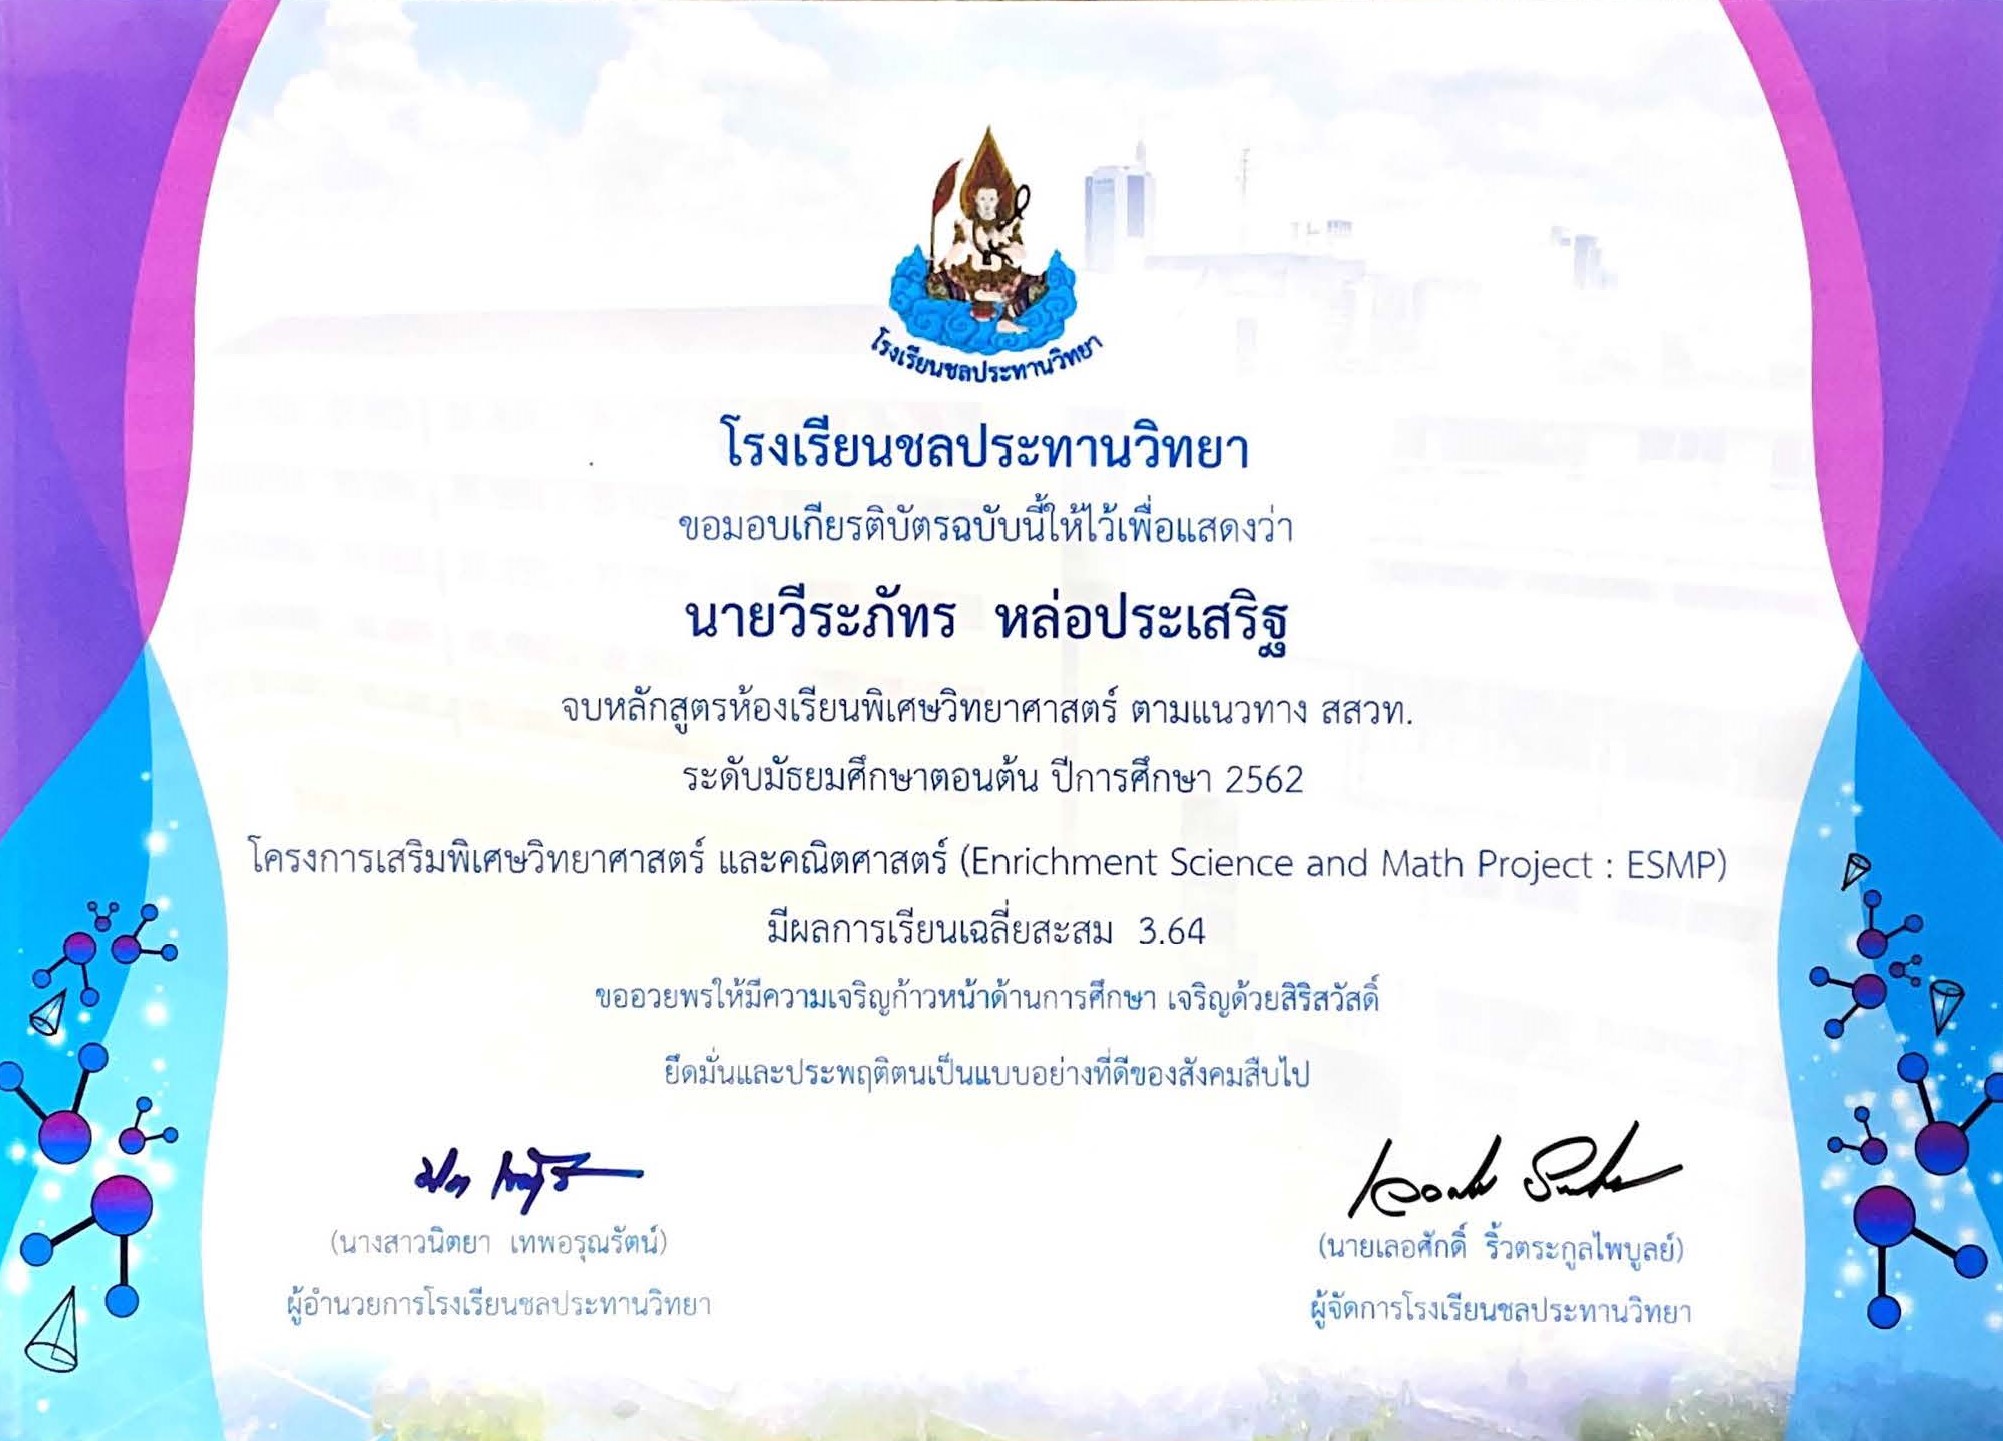 โรงเรียนชลประทานวิทยา
โรงเรียนชลประทานวิทยา
ขอมอบเกียรติบัตรฉบับนี้ให้ไว้เพื่อแสดงว่า
นายวีระภัทร หล่อประเสริฐ
จบหลักสูตรห้องเรียนพิเศษวิทยาศาสตร์ ตามแนวทาง สสวท.
ระดับมัธยมศึกษาตอนต้น ปีการศึกษา 2562
โครงการเสริมพิเศษวิทยาศาสตร์ และคณิตศาสตร์ (Enrichment Science and Math Project : ESMP)
มีผลการเรียนเฉลี่ยสะสม 3.64
ขออวยพรให้มีความเจริญก้าวหน้าด้านการศึกษา เจริญด้วยสิริสวัสดิ์
ยึดมั่นและประพฤติตนเป็นแบบอย่างที่ดีของสังคมสืบไป
(นางสาวนิตยา เทพอรุณรัตน์)
(นายเลอศักดิ์ ริ้วตระกูลไพบูลย์)
ผู้อำนวยการโรงเรียนชลประทานวิทยา
ผู้จัดการโรงเรียนชลประทานวิทยา